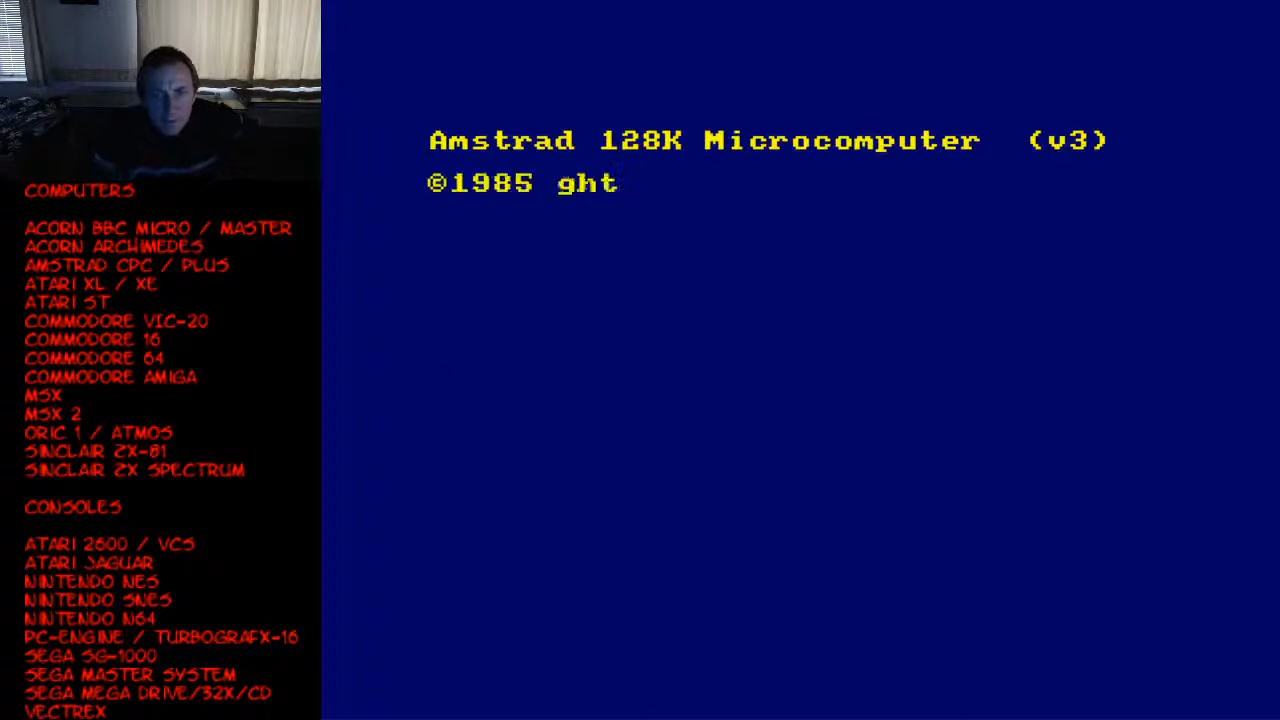 Amstrad 128K Microcomputer (v3)
©1985 ght
COMPUTERS
ACORN BBC MICRO / MASTER
ACORN ARCHIMEDES
AMSTRAD CPC / PLUS
ATARI XL / XE
ATARI ST
COMMODORE VIC-20
COMMODORE 16
COMMODORE 64
COMMODORE AMIGA
MSX
MSX 2
ORIC 1 / ATMOS
SINCLAIR ZX-81
SINCLAIR ZX SPECTRUM
CONSOLES
ATARI 2600 / VCS
ATARI JAGUAR
NINTENDO NES
NINTENDO SNES
NINTENDO N64
PC-ENGINE / TURBOGRAFX-16
SEGA SG-1000
SEGA MASTER SYSTEM
SEGA MEGA DRIVE/32X/CD
VECTREX